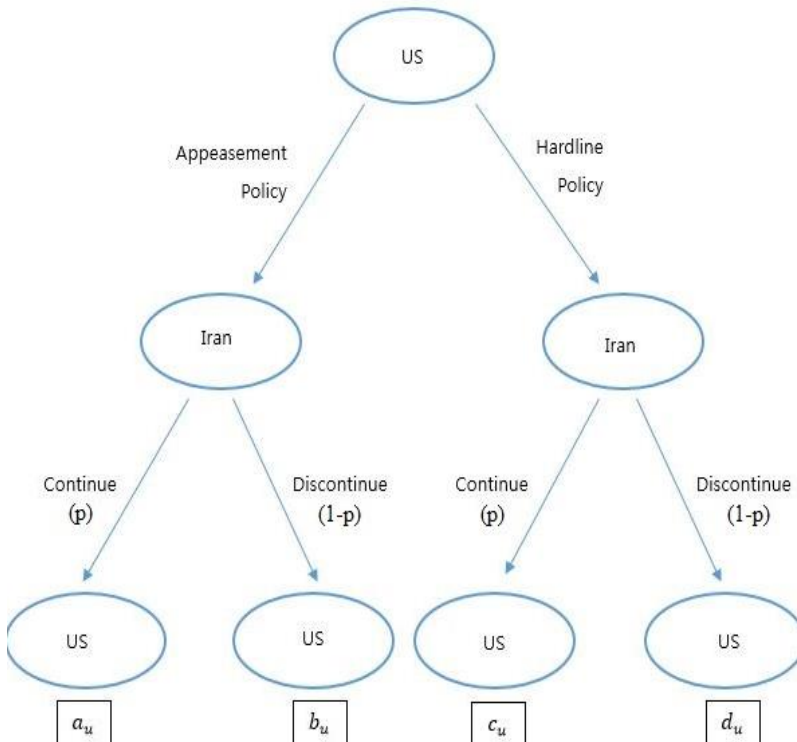 US
Appeasement
Policy
Hardline
Policy
Iran
Iran
Continue
(p)
Discontinue
(1-p)
Continue
(p)
Discontinue
(1-p)
US
US
US
US
a_u
b_u
c_u
d_u